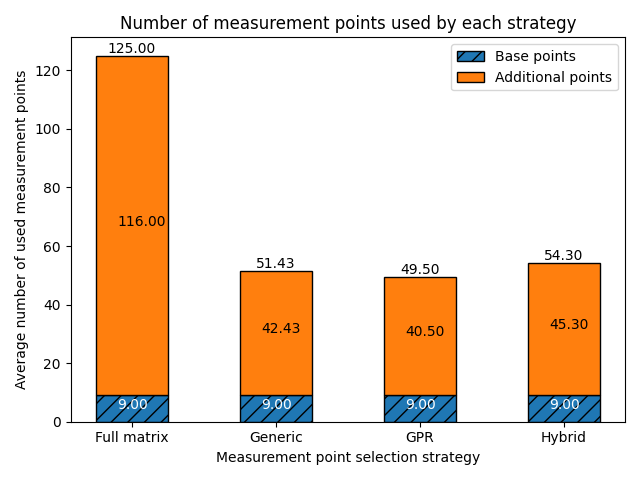 Number of measurement points used by each strategy
Average number of used measurement points
120
100
80
60
40
20
0
Base points
Additional points
125.00
116.00
9.00
51.43
42.43
9.00
49.50
40.50
9.00
54.30
45.30
9.00
Full matrix
Generic
GPR
Hybrid
Measurement point selection strategy